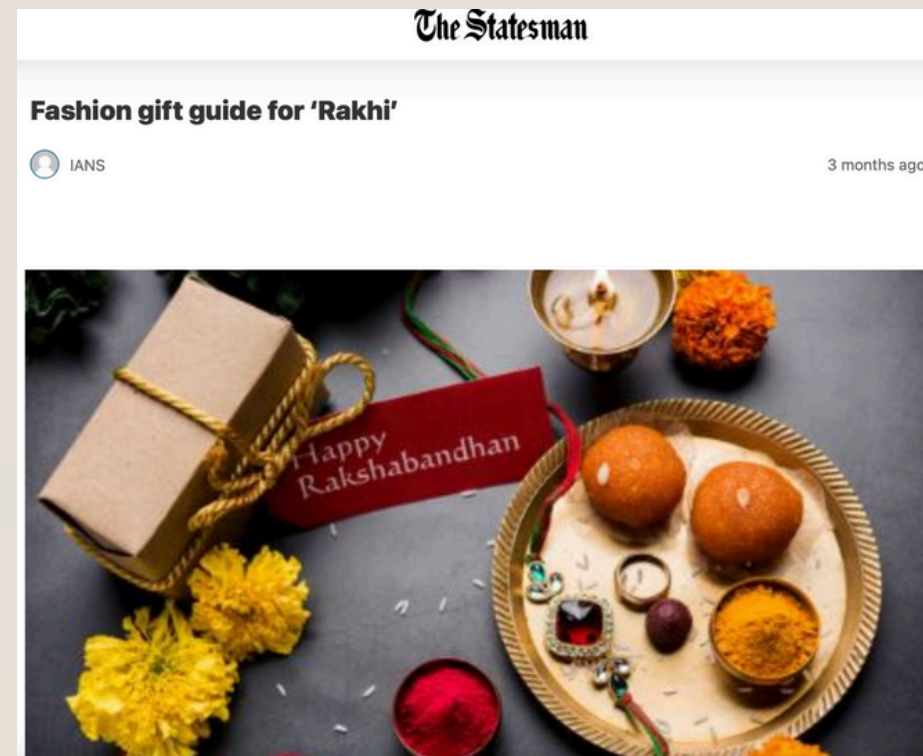 The Statesman
Fashion gift guide for ‘Rakhi’
IANS
3 months ago
Happy
Rakshabandhan